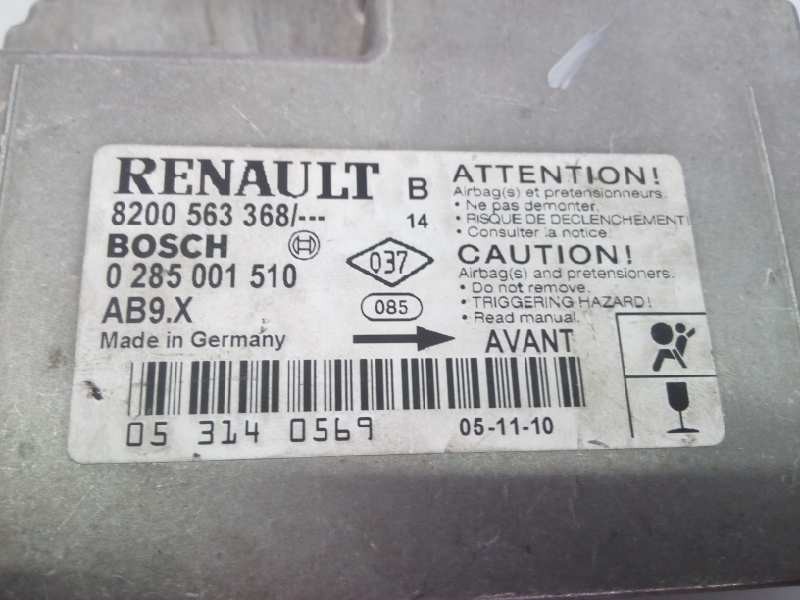 RENAULT B
8200 563 368/--- 14
BOSCH
0 285 001 510
AB9.X
Made in Germany
037
085
ATTENTION!
Airbag(s) et pretensionneurs.
• Ne pas demonter.
• RISQUE DE DECLENCHEMENT!
• Consulter la notice.
CAUTION!
Airbag(s) and pretensioners.
• Do not remove.
• TRIGGERING HAZARD!
• Read manual.
AVANT
05 3140 0569
05-11-10